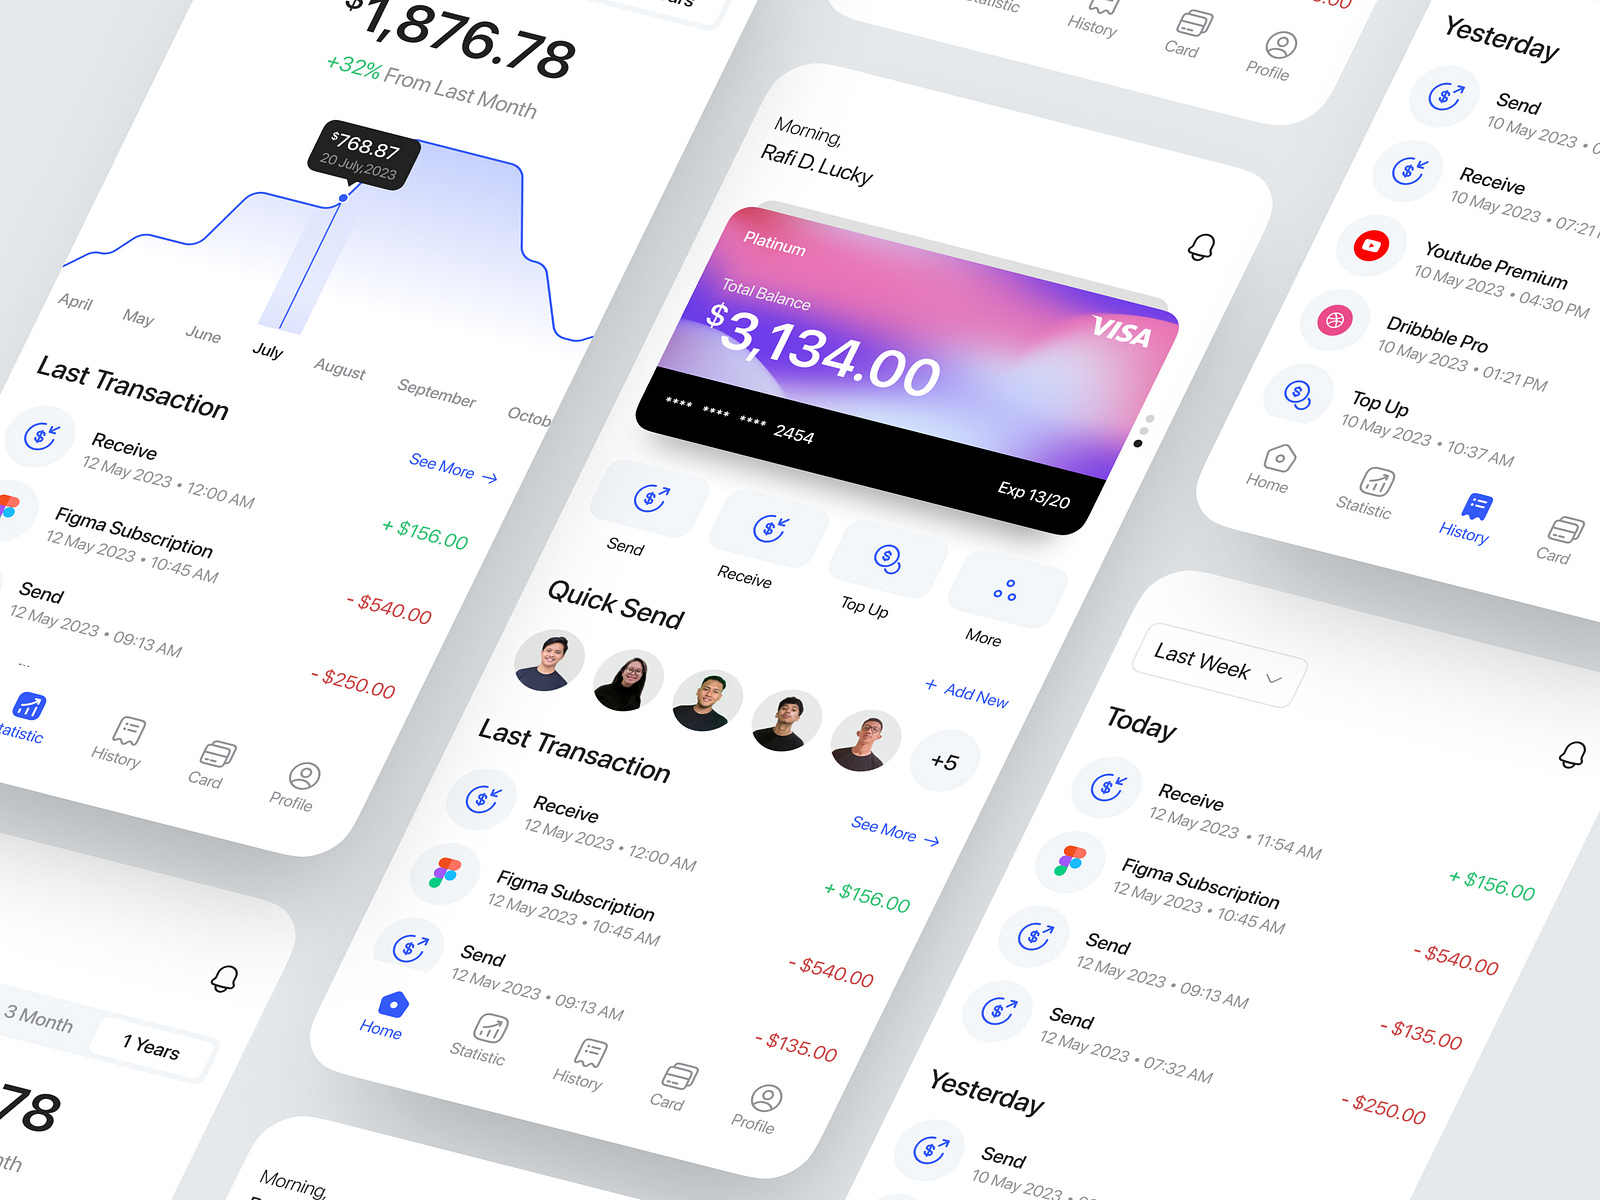 $1,876.78
+32% From Last Month
$768.87
20 July,2023
April
May
June
July
August
September
Octob
Last Transaction
See More →
Receive
12 May 2023 • 12:00 AM
+ $156.00
Figma Subscription
12 May 2023 • 10:45 AM
- $540.00
Send
12 May 2023 • 09:13 AM
- $250.00
...
tatistic
History
Card
Profile
3 Month
1 Years
78
nth
History
Card
Profile
Morning,
Rafi D. Lucky
Platinum
Total Balance
$3,134.00
VISA
**** **** **** 2454
Exp 13/20
Send
Receive
Top Up
More
Quick Send
+ Add New
+5
Last Transaction
See More →
Receive
12 May 2023 • 12:00 AM
+ $156.00
Figma Subscription
12 May 2023 • 10:45 AM
- $540.00
Send
12 May 2023 • 09:13 AM
- $135.00
Home
Statistic
History
Card
Profile
Morning,
Yesterday
Send
10 May 2023 • 0
Receive
10 May 2023 • 07:21
Youtube Premium
10 May 2023 • 04:30 PM
Dribbble Pro
10 May 2023 • 01:21 PM
Top Up
10 May 2023 • 10:37 AM
Home
Statistic
History
Card
Last Week
Today
Receive
12 May 2023 • 11:54 AM
+ $156.00
Figma Subscription
12 May 2023 • 10:45 AM
- $540.00
Send
12 May 2023 • 09:13 AM
- $135.00
Send
12 May 2023 • 07:32 AM
- $250.00
Yesterday
Send
10 May 2023